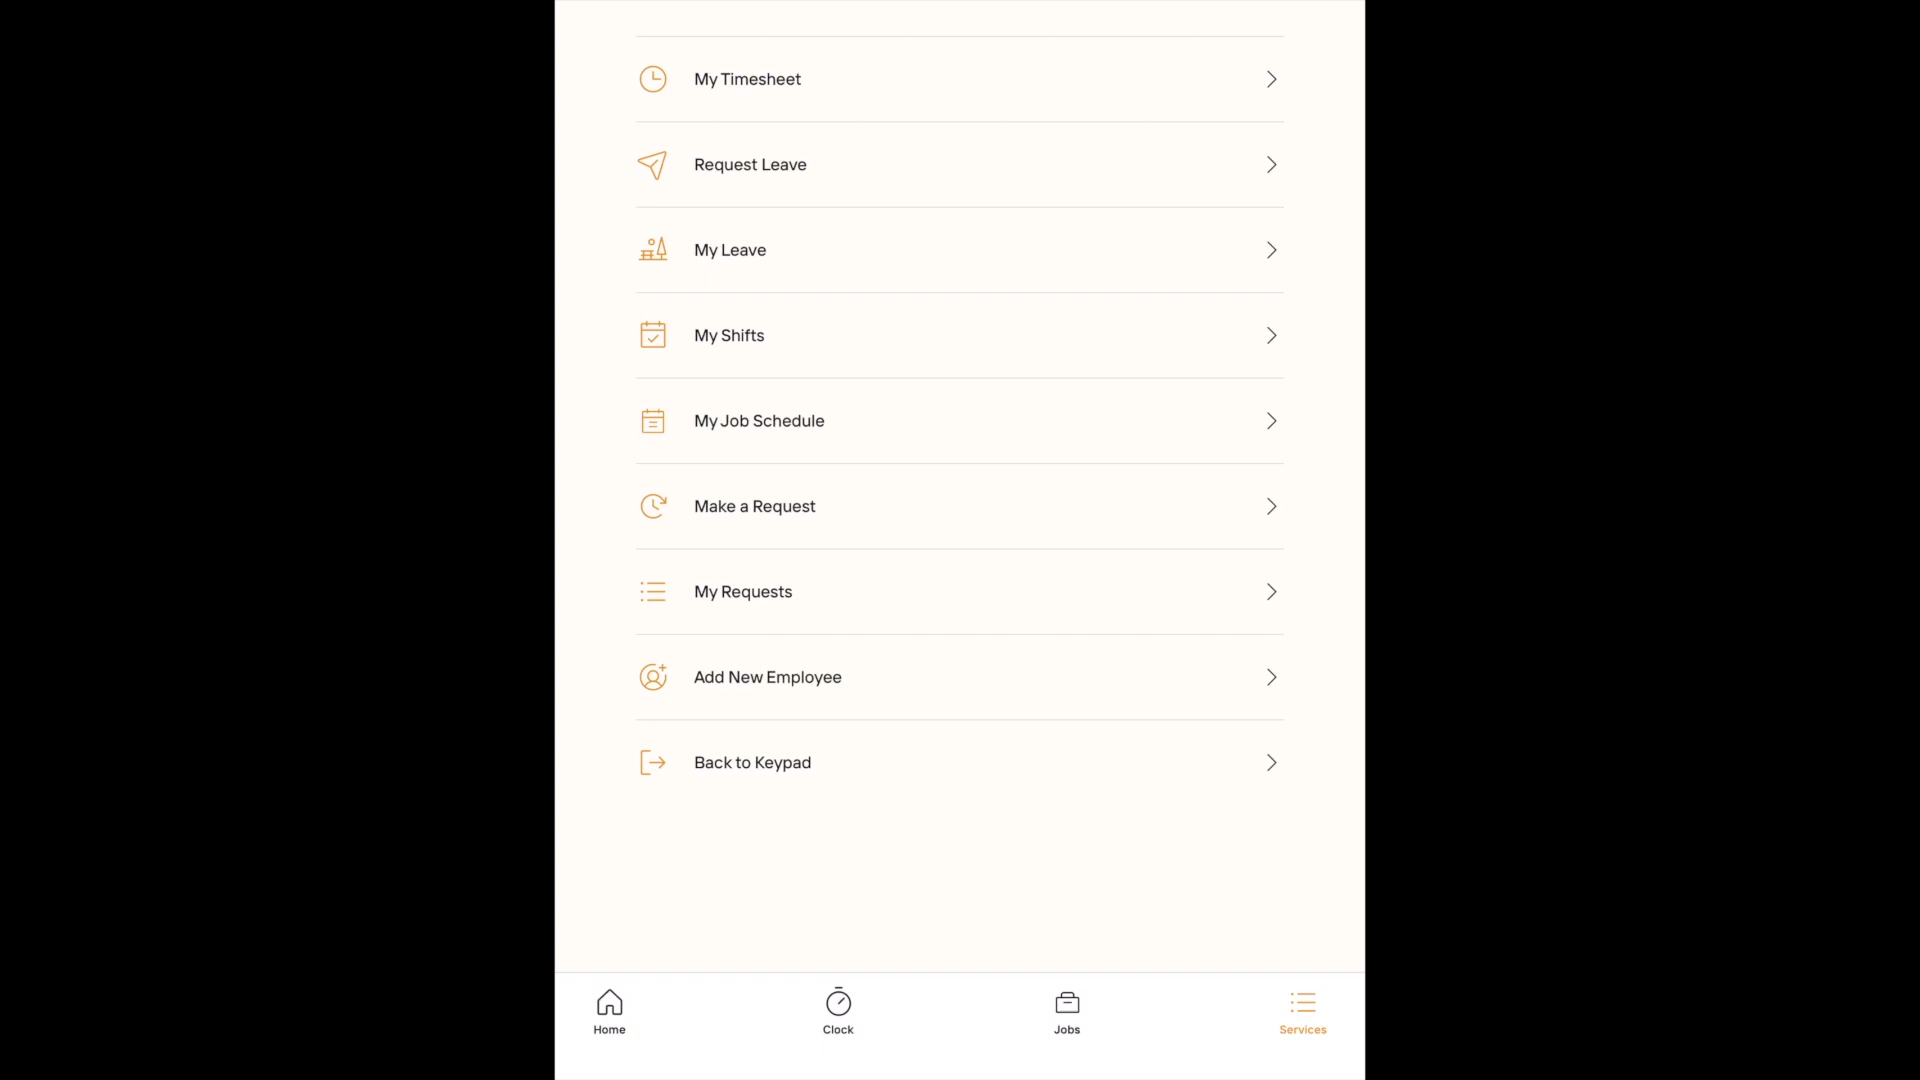 My Timesheet
Request Leave
My Leave
My Shifts
My Job Schedule
Make a Request
My Requests
Add New Employee
Back to Keypad
Home
Clock
Jobs
Services